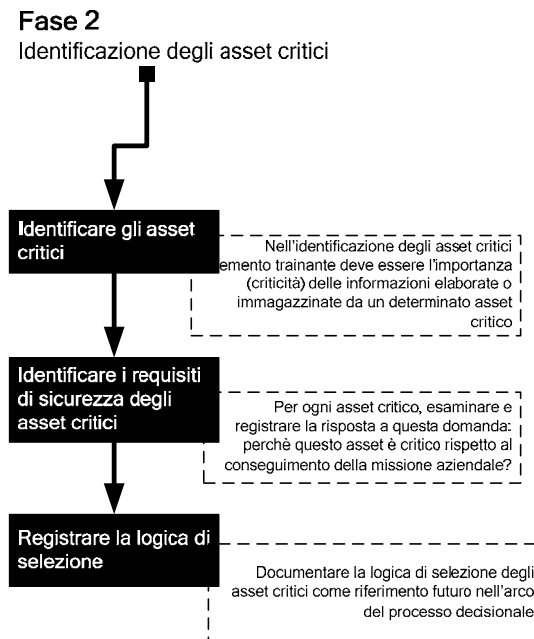 Fase 2
Identificazione degli asset critici
Identificare gli asset
critici
Nell'identificazione degli asset critici
emento trainante deve essere l'importanza
(criticità) delle informazioni elaborate o
immagazzinate da un determinato asset
critico
Identificare i requisiti
di sicurezza degli
asset critici
Per ogni asset critico, esaminare e
registrare la risposta a questa domanda:
perchè questo asset è critico rispetto al
conseguimento della missione aziendale?
Registrare la logica di
selezione
Documentare la logica di selezione degli
asset critici come riferimento futuro nell'arco
del processo decisionale